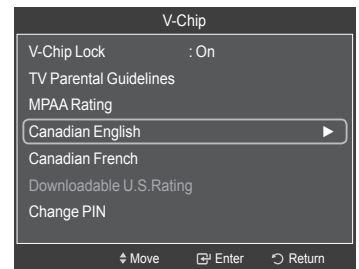 V-Chip
V-Chip Lock : On
TV Parental Guidelines
MPAA Rating
Canadian English ▶
Canadian French
Downloadable U.S.Rating
Change PIN
Move Enter Return